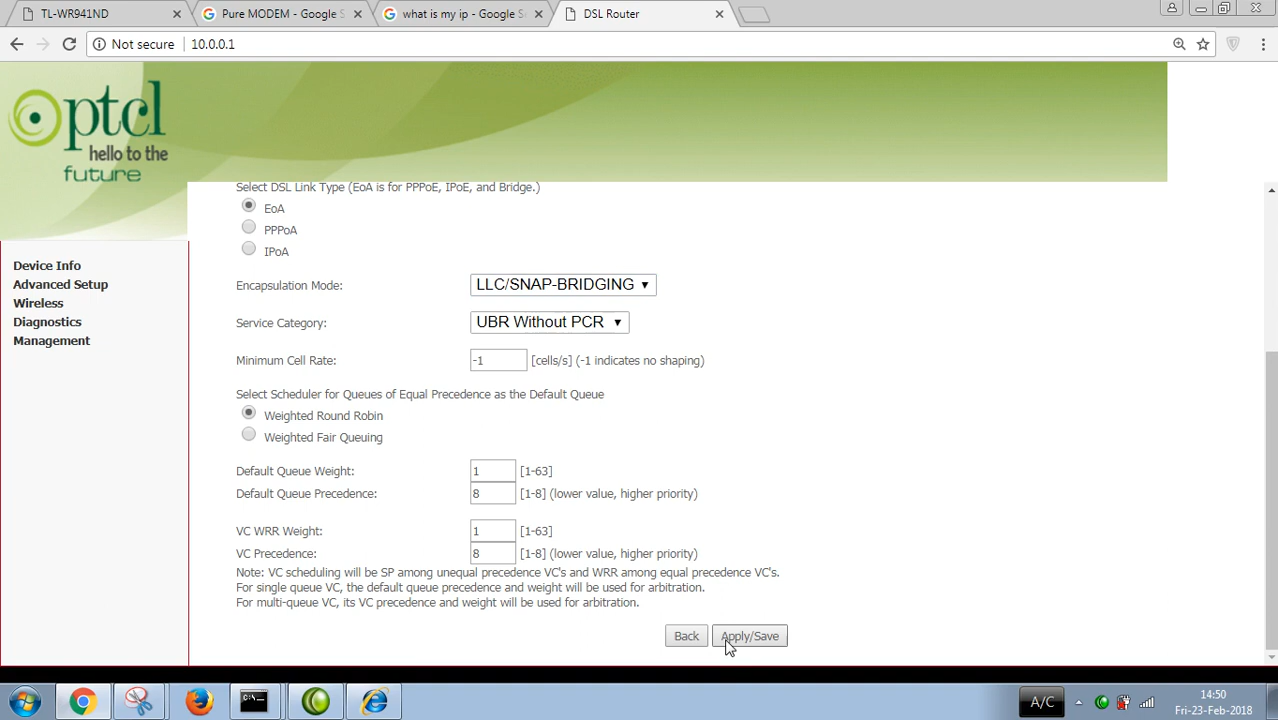 TL-WR941ND
Pure MODEM - Google S
what is my ip - Google Se
DSL Router
Not secure
10.0.0.1
ptcl
hello to the
future
Device Info
Advanced Setup
Wireless
Diagnostics
Management
Select DSL Link Type (EoA is for PPPoE, IPoE, and Bridge.)
EoA
PPPoA
IPoA
Encapsulation Mode: LLC/SNAP-BRIDGING
Service Category: UBR Without PCR
Minimum Cell Rate: -1 [cells/s] (-1 indicates no shaping)
Select Scheduler for Queues of Equal Precedence as the Default Queue
Weighted Round Robin
Weighted Fair Queuing
Default Queue Weight: 1 [1-63]
Default Queue Precedence: 8 [1-8] (lower value, higher priority)
VC WRR Weight: 1 [1-63]
VC Precedence: 8 [1-8] (lower value, higher priority)
Note: VC scheduling will be SP among unequal precedence VC's and WRR among equal precedence VC's.
For single queue VC, the default queue precedence and weight will be used for arbitration.
For multi-queue VC, its VC precedence and weight will be used for arbitration.
Back Apply/Save
A/C
14:50
Fri-23-Feb-2018